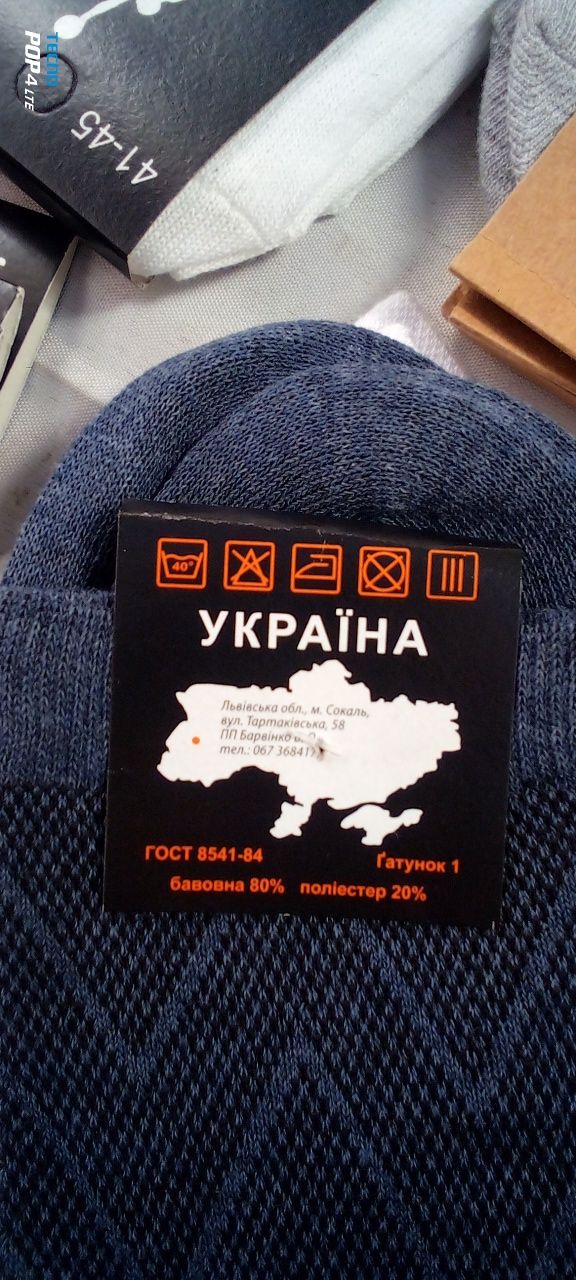 TECNO
POP 4 LTE
41-45
40°
УКРАЇНА
Львівська обл., м. Сокаль,
вул. Тартаківська, 58
ПП Барвінко
тел.: 067 368417
ГОСТ 8541-84
Ґатунок 1
бавовна 80% поліестер 20%